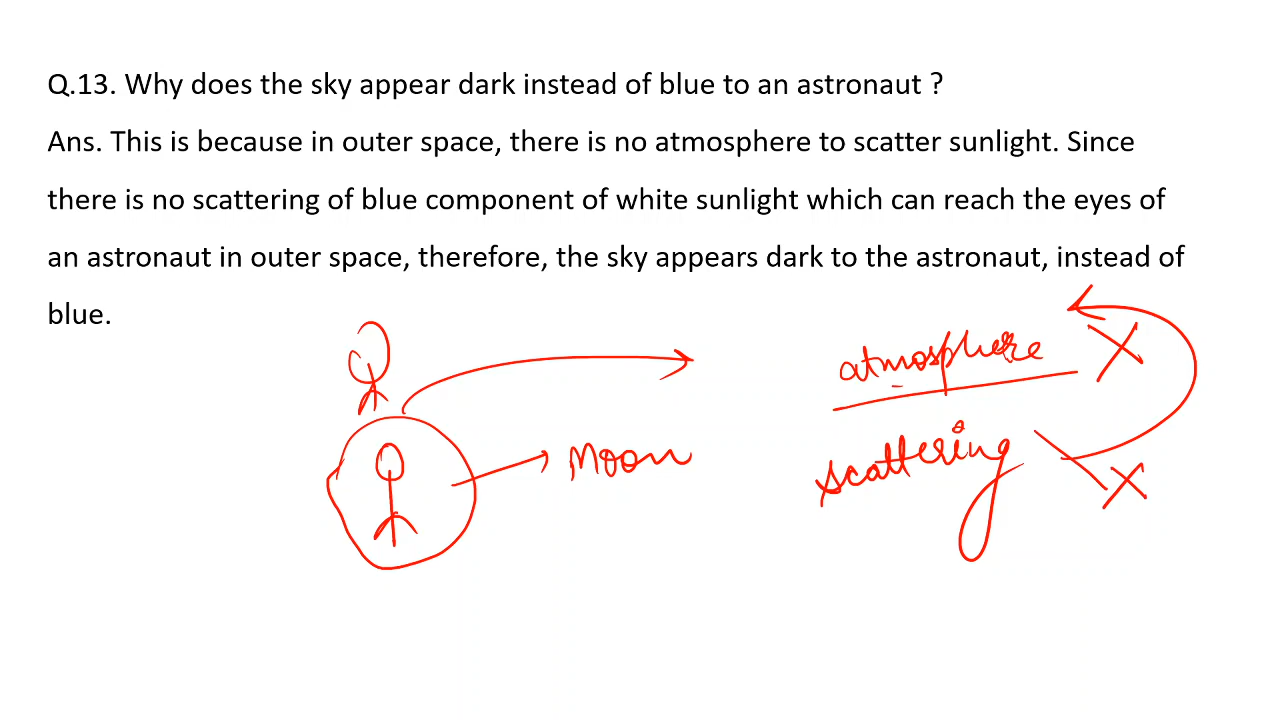 Q.13. Why does the sky appear dark instead of blue to an astronaut ?
Ans. This is because in outer space, there is no atmosphere to scatter sunlight. Since
there is no scattering of blue component of white sunlight which can reach the eyes of
an astronaut in outer space, therefore, the sky appears dark to the astronaut, instead of
blue.
atmosphere X
Moon
scattering X